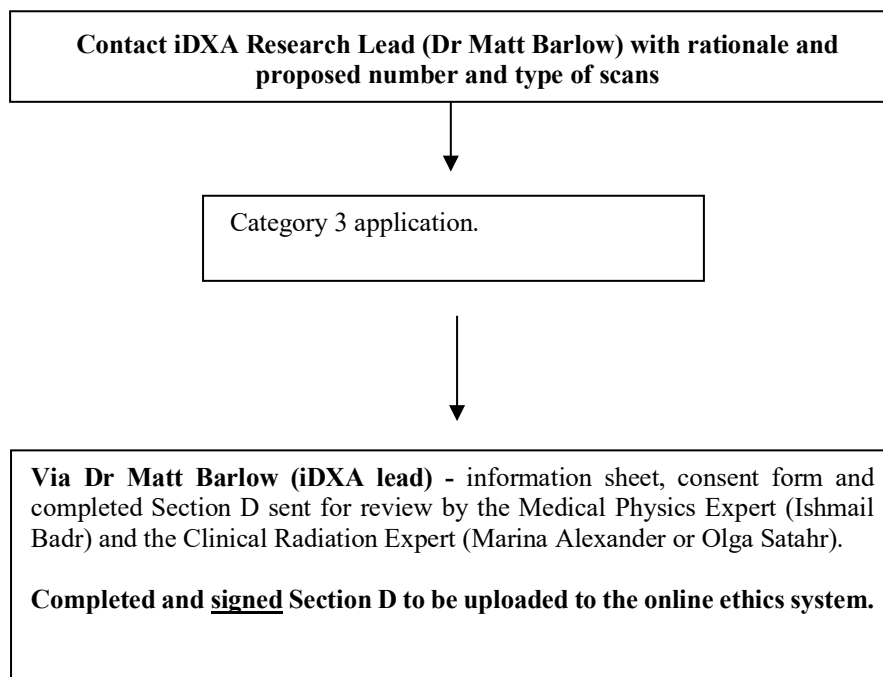 Contact iDXA Research Lead (Dr Matt Barlow) with rationale and
proposed number and type of scans
Category 3 application.
Via Dr Matt Barlow (iDXA lead) - information sheet, consent form and
completed Section D sent for review by the Medical Physics Expert (Ishmail
Badr) and the Clinical Radiation Expert (Marina Alexander or Olga Satahr).
Completed and signed Section D to be uploaded to the online ethics system.